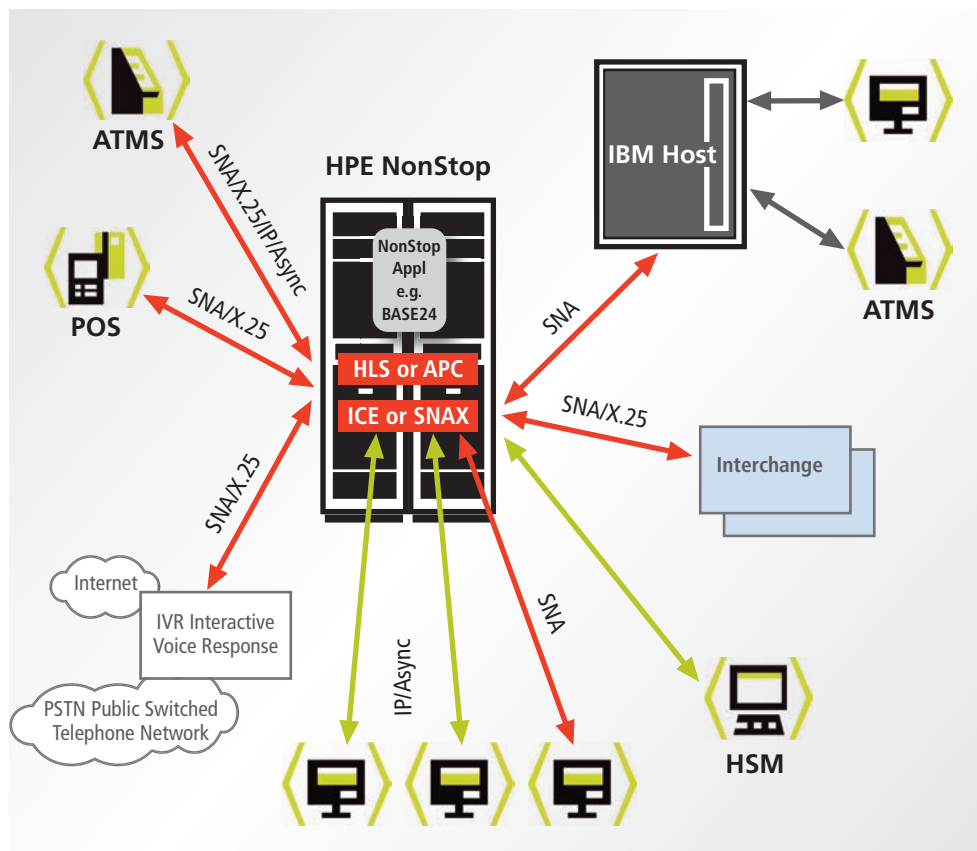 ATMS
HPE NonStop
IBM Host
SNA/X.25/IP/Async
NonStop
Appl
e.g.
BASE24
POS
SNA/X.25
ATMS
SNA
HLS or APC
ICE or SNAX
SNA/X.25
Interchange
SNA/X.25
Internet
IVR Interactive
Voice Response
SNA
IP/Async
PSTN Public Switched
Telephone Network
HSM